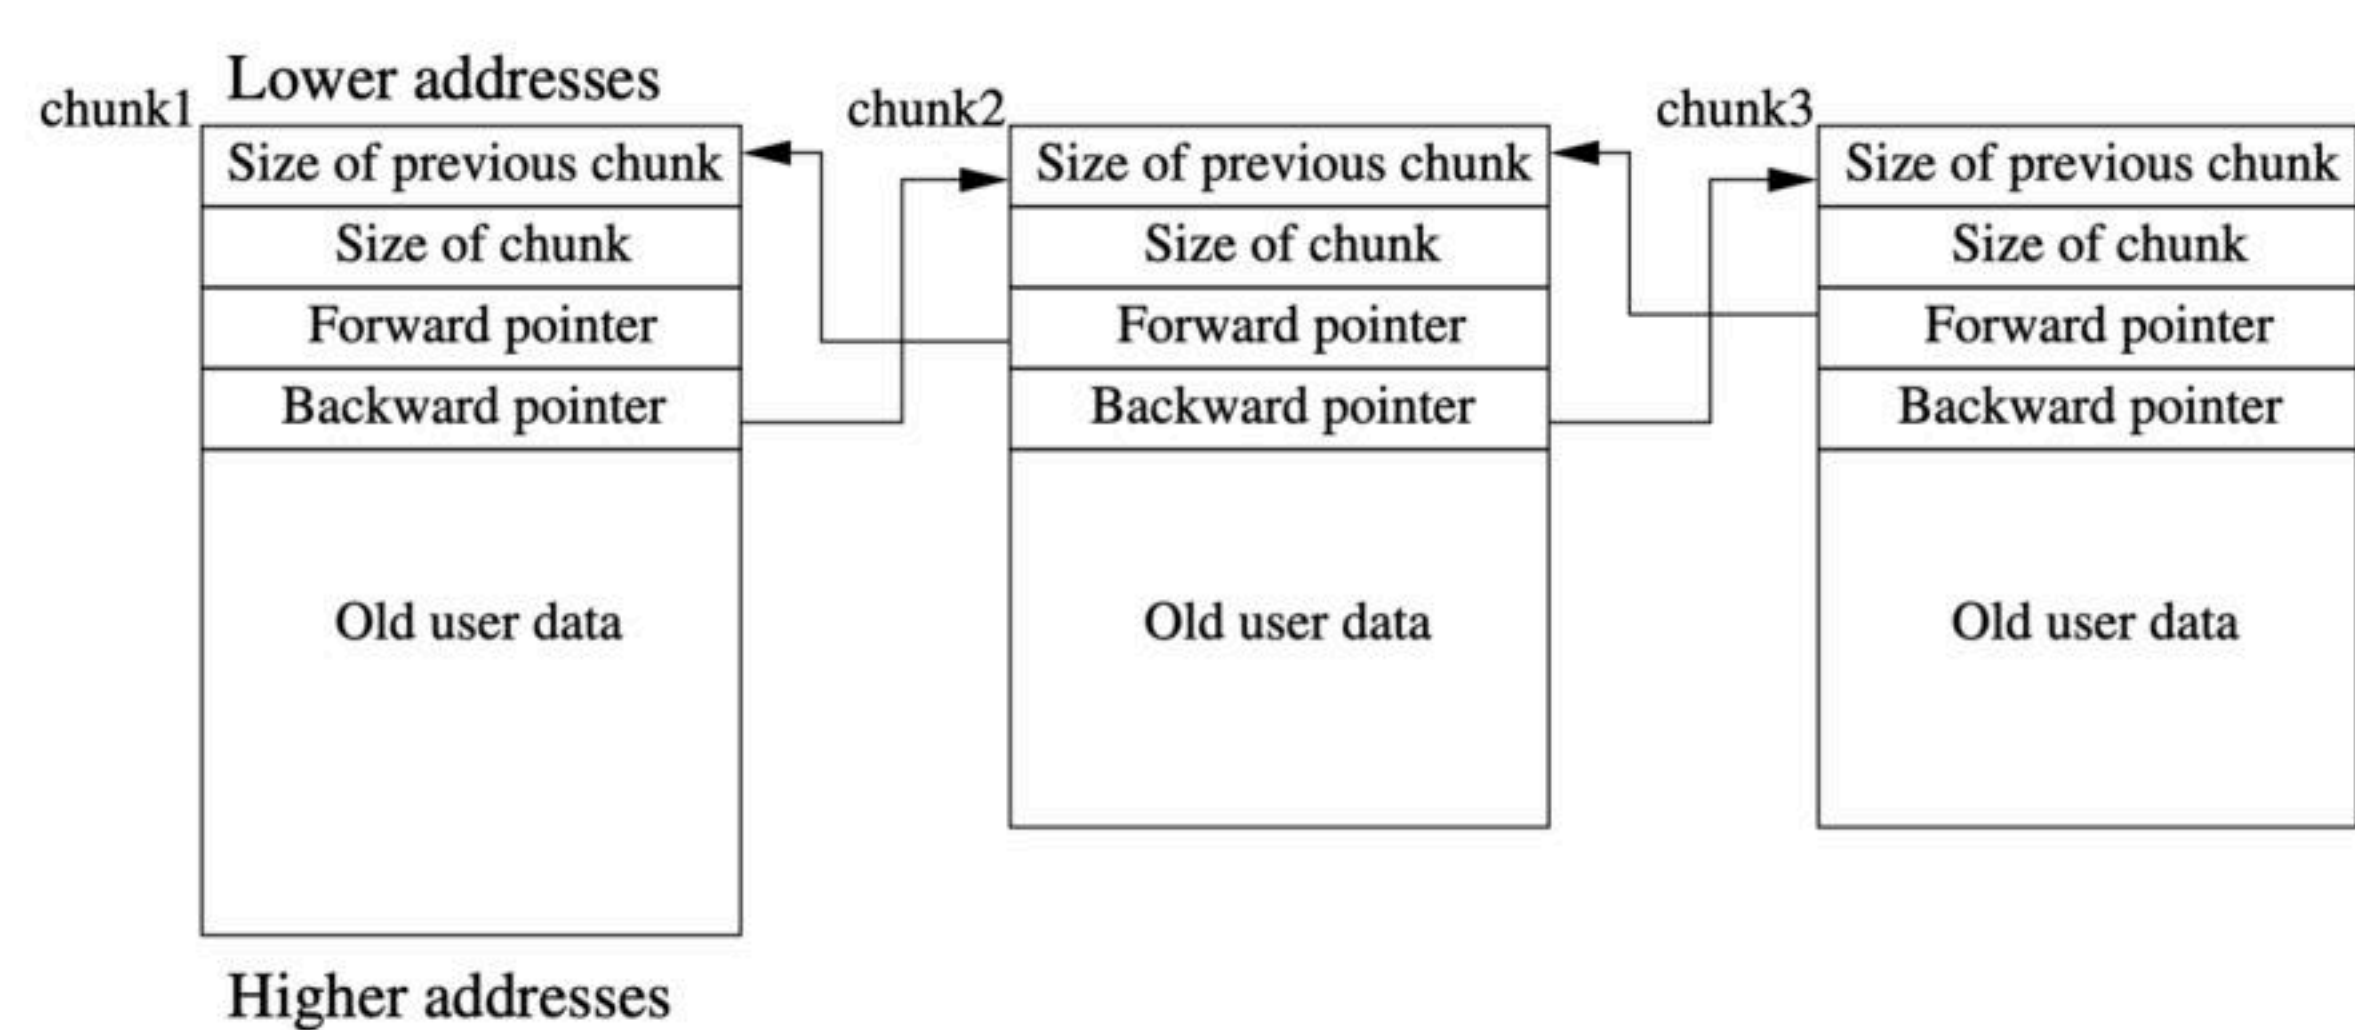 Lower addresses
chunk1
Size of previous chunk
Size of chunk
Forward pointer
Backward pointer
Old user data
Higher addresses
chunk2
Size of previous chunk
Size of chunk
Forward pointer
Backward pointer
Old user data
chunk3
Size of previous chunk
Size of chunk
Forward pointer
Backward pointer
Old user data